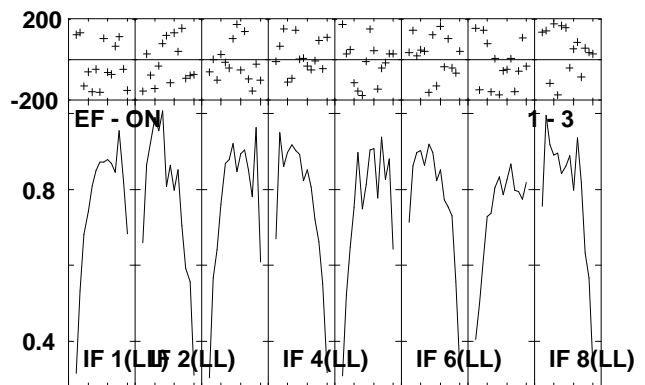 200
-200
EF - ON 1 - 3
0.8
0.4
IF 1(LL) IF 2(LL) IF 4(LL) IF 6(LL) IF 8(LL)